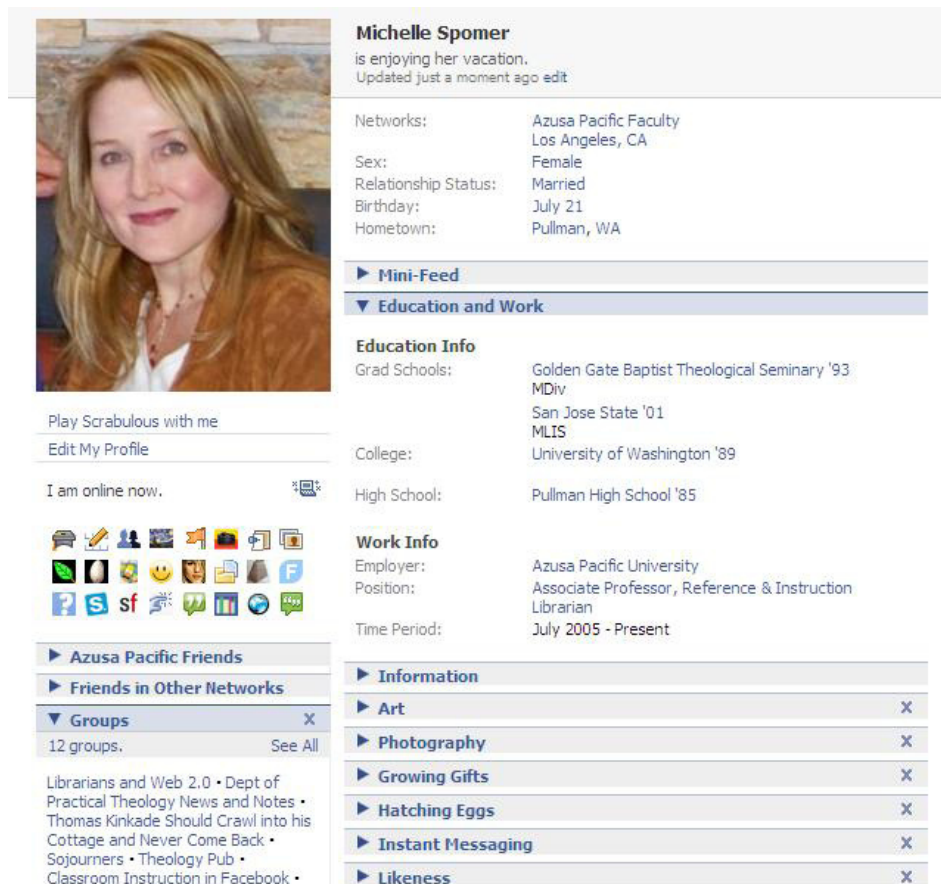 Michelle Spomer
is enjoying her vacation.
Updated just a moment ago edit
Networks: Azusa Pacific Faculty
Los Angeles, CA
Sex: Female
Relationship Status: Married
Birthday: July 21
Hometown: Pullman, WA
Mini-Feed
Education and Work
Education Info
Grad Schools: Golden Gate Baptist Theological Seminary '93
MDiv
San Jose State '01
MLIS
College: University of Washington '89
High School: Pullman High School '85
Work Info
Employer: Azusa Pacific University
Position: Associate Professor, Reference & Instruction
Librarian
Time Period: July 2005 - Present
Information
Art x
Photography x
Growing Gifts x
Hatching Eggs x
Instant Messaging x
Likeness x
Play Scrabulous with me
Edit My Profile
I am online now.
F
? S sf
Azusa Pacific Friends
Friends in Other Networks
Groups x
12 groups. See All
Librarians and Web 2.0 • Dept of
Practical Theology News and Notes •
Thomas Kinkade Should Crawl into his
Cottage and Never Come Back •
Sojourners • Theology Pub •
Classroom Instruction in Facebook •